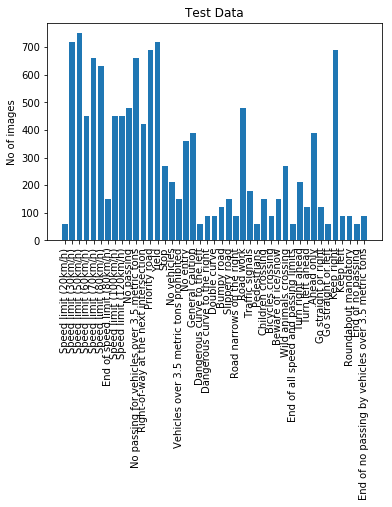 Test Data
No of images
700
600
500
400
300
200
100
0
Speed limit (20km/h)
Speed limit (30km/h)
Speed limit (50km/h)
Speed limit (60km/h)
Speed limit (70km/h)
Speed limit (80km/h)
End of speed limit (80km/h)
Speed limit (100km/h)
Speed limit (120km/h)
No passing
No passing for vehicles over 3.5 metric tons
Right-of-way at the next intersection
Priority road
Yield
Stop
No vehicles
Vehicles over 3.5 metric tons prohibited
No entry
General caution
Dangerous curve to the left
Dangerous curve to the right
Double curve
Bumpy road
Slippery road
Road narrows on the right
Road work
Traffic signals
Pedestrians
Children crossing
Bicycles crossing
Beware of ice/snow
Wild animals crossing
End of all speed and passing limits
Turn right ahead
Turn left ahead
Ahead only
Go straight or right
Go straight or left
Keep right
Keep left
Roundabout mandatory
End of no passing
End of no passing by vehicles over 3.5 metric tons